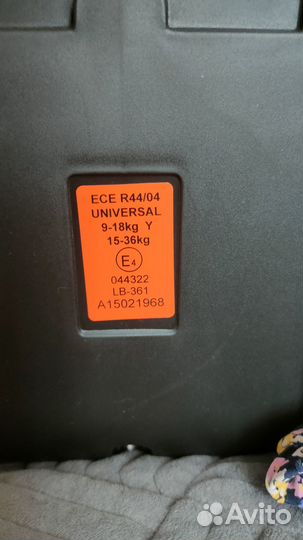 ECE R44/04
UNIVERSAL
9-18kg Y
15-36kg
E4
044322
LB-361
A15021968
Avito